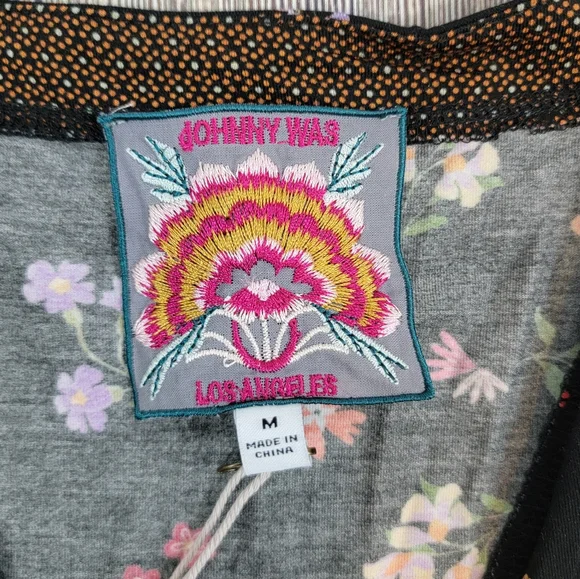 JOHNNY WAS
LOS ANGELES
M
MADE IN
CHINA